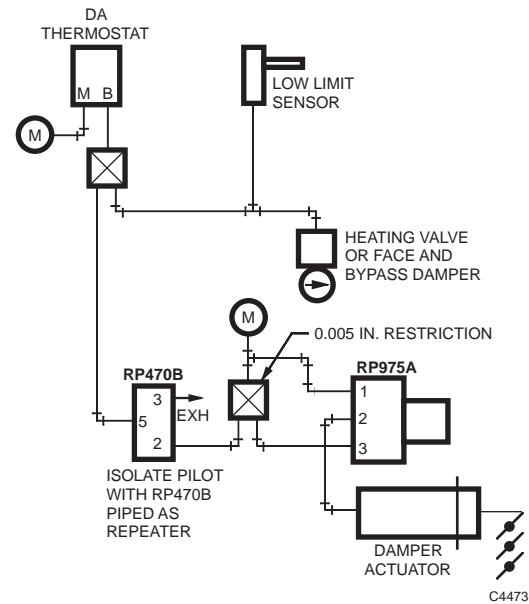 DA
THERMOSTAT
M B
M
LOW LIMIT
SENSOR
HEATING VALVE
OR FACE AND
BYPASS DAMPER
M
0.005 IN. RESTRICTION
RP470B
3
EXH
5
2
ISOLATE PILOT
WITH RP470B
PIPED AS
REPEATER
RP975A
1
2
3
DAMPER
ACTUATOR
C4473